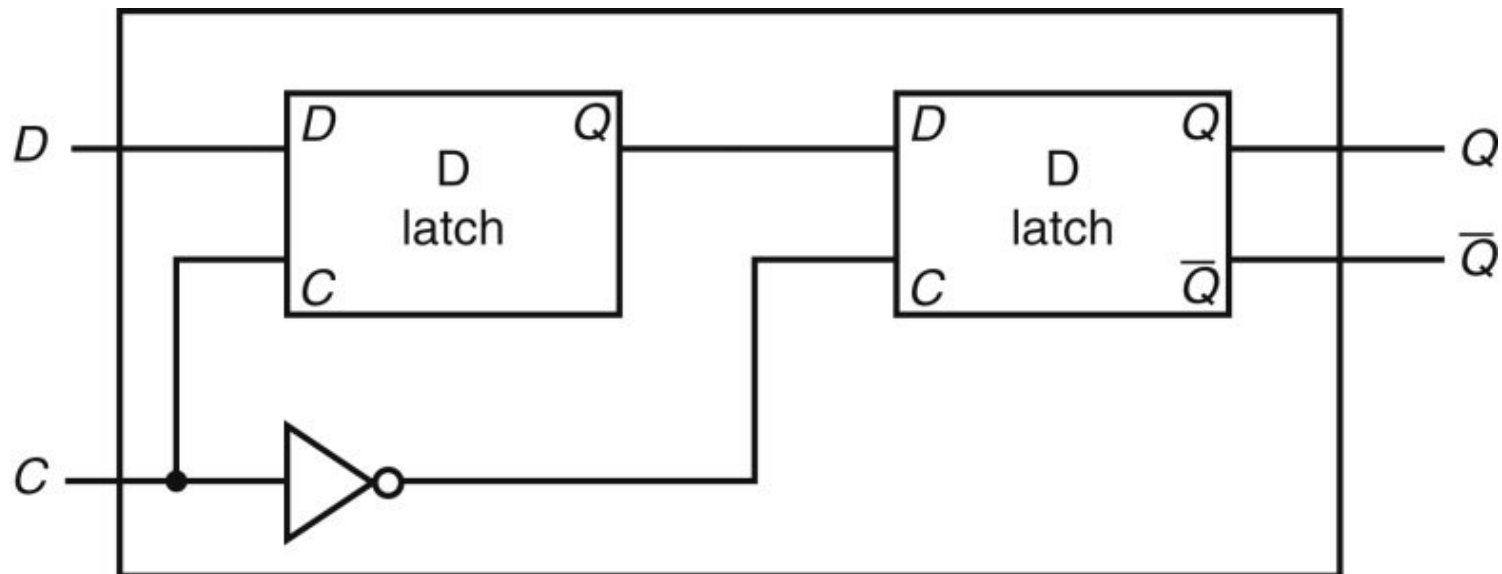 D Q D Q
D D D Q
latch latch
C C Q̅ Q̅
C